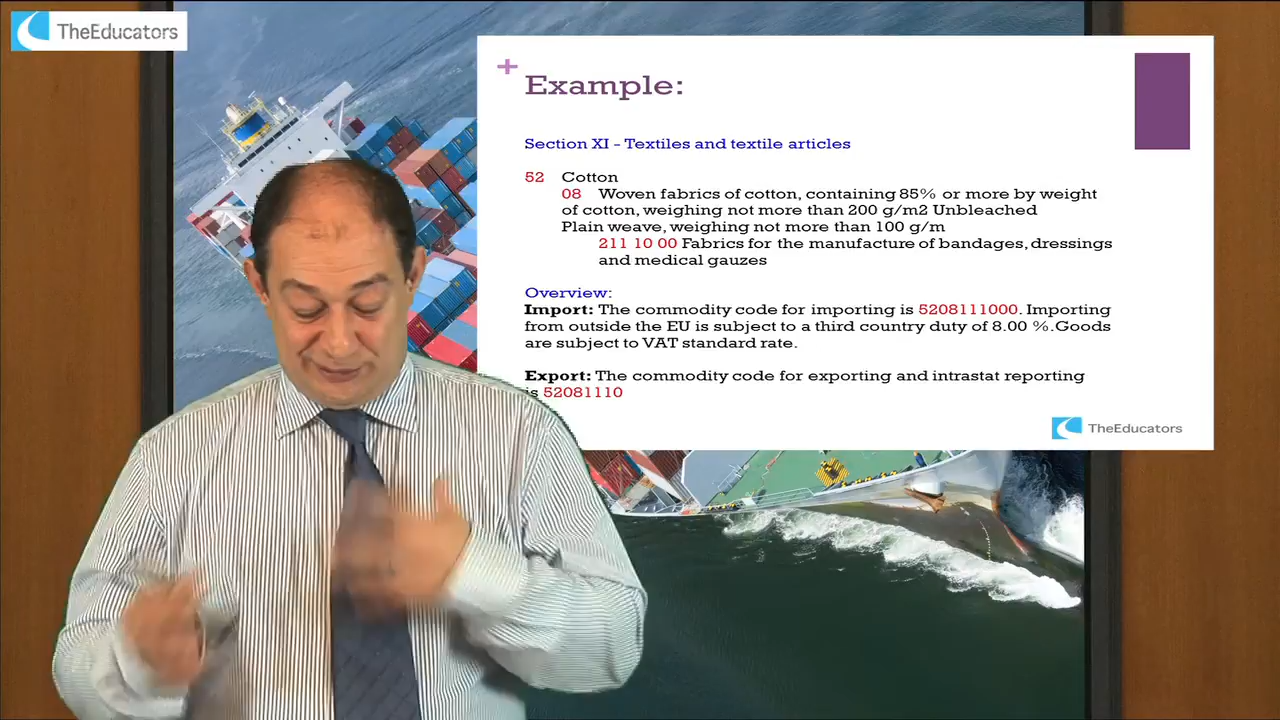 TheEducators
+
Example:
Section XI - Textiles and textile articles
52 Cotton
08 Woven fabrics of cotton, containing 85% or more by weight
of cotton, weighing not more than 200 g/m2 Unbleached
Plain weave, weighing not more than 100 g/m
211 10 00 Fabrics for the manufacture of bandages, dressings
and medical gauzes
Overview:
Import: The commodity code for importing is 5208111000. Importing
from outside the EU is subject to a third country duty of 8.00 %.Goods
are subject to VAT standard rate.
Export: The commodity code for exporting and intrastat reporting
is 52081110
TheEducators